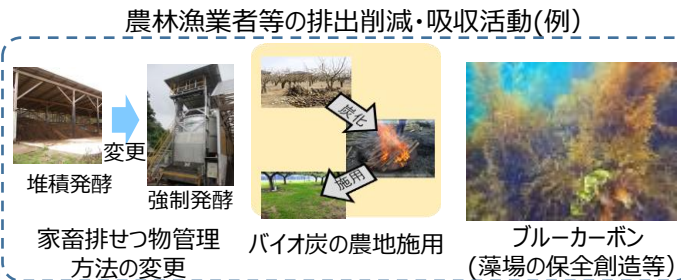 農林漁業者等の排出削減・吸収活動(例)
変更
堆積発酵
強制発酵
家畜排せつ物管理
方法の変更
炭化
施用
バイオ炭の農地施用
ブルーカーボン
(藻場の保全創造等)